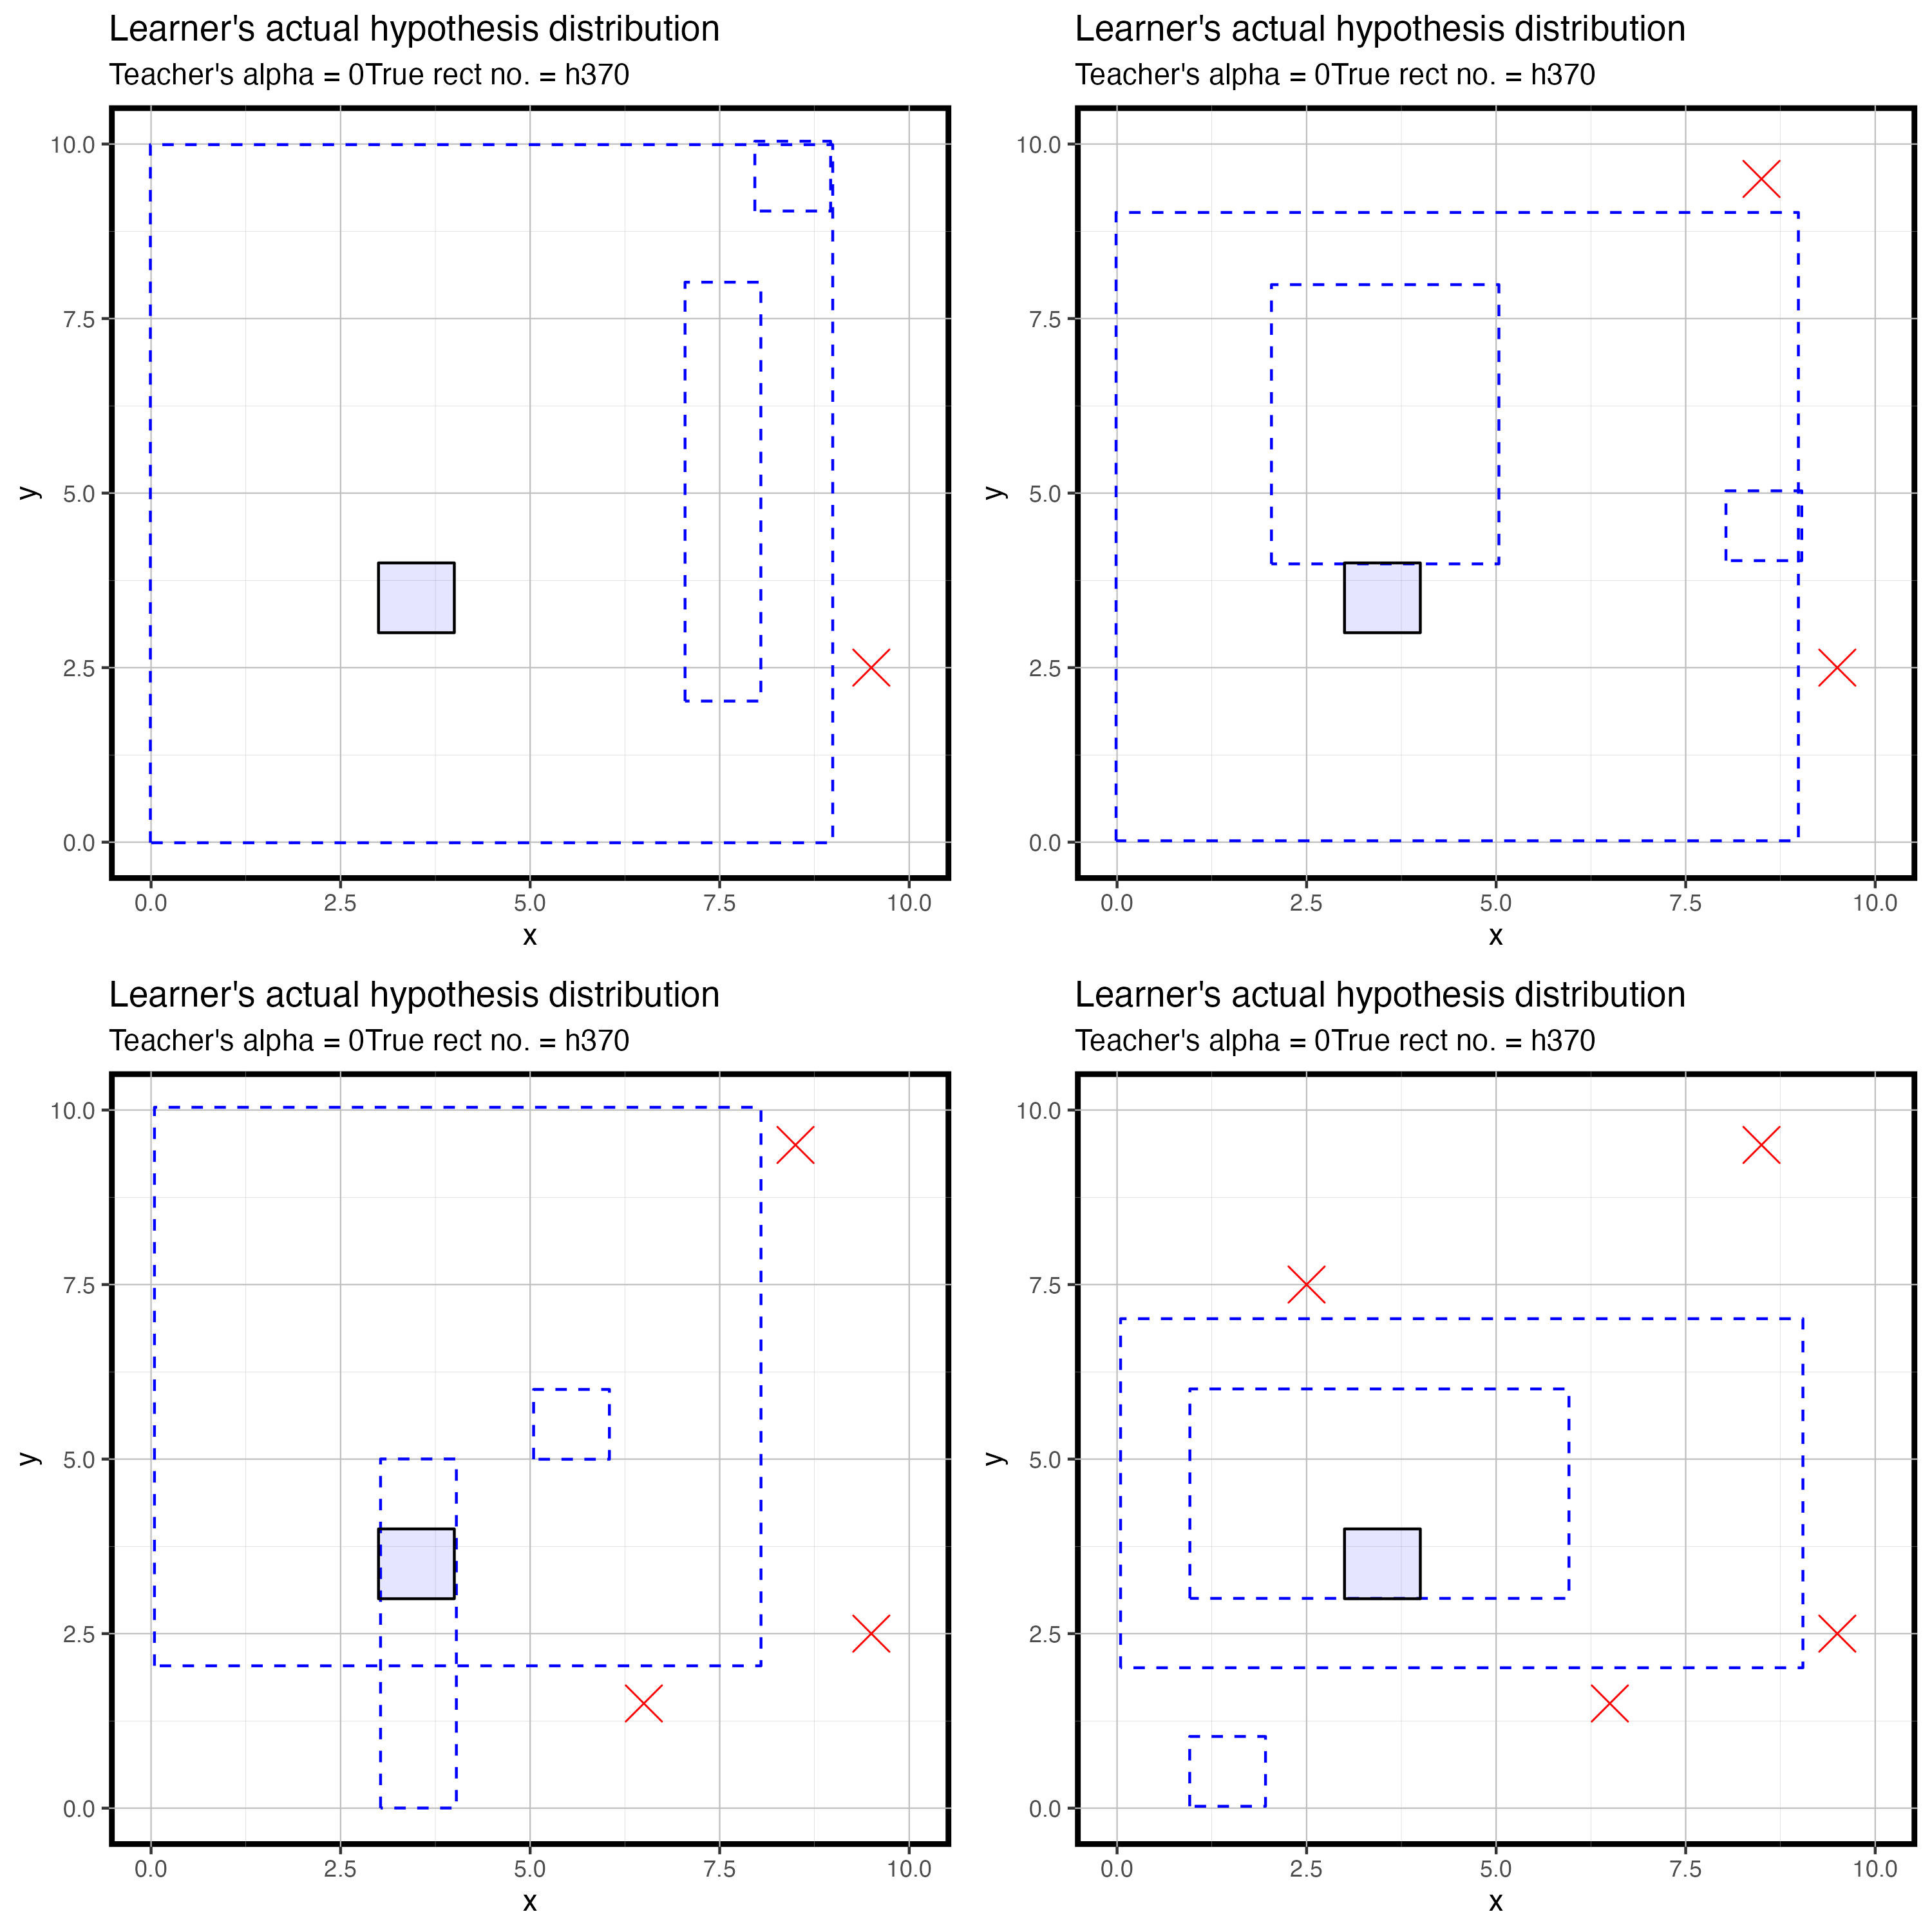 Learner's actual hypothesis distribution
Teacher's alpha = 0True rect no. = h370
10.0
7.5
5.0
2.5
0.0
y
0.0 2.5 5.0 7.5 10.0
x
Learner's actual hypothesis distribution
Teacher's alpha = 0True rect no. = h370
10.0
7.5
5.0
2.5
0.0
y
0.0 2.5 5.0 7.5 10.0
x
Learner's actual hypothesis distribution
Teacher's alpha = 0True rect no. = h370
10.0
7.5
5.0
2.5
0.0
y
0.0 2.5 5.0 7.5 10.0
x
Learner's actual hypothesis distribution
Teacher's alpha = 0True rect no. = h370
10.0
7.5
5.0
2.5
0.0
y
0.0 2.5 5.0 7.5 10.0
x